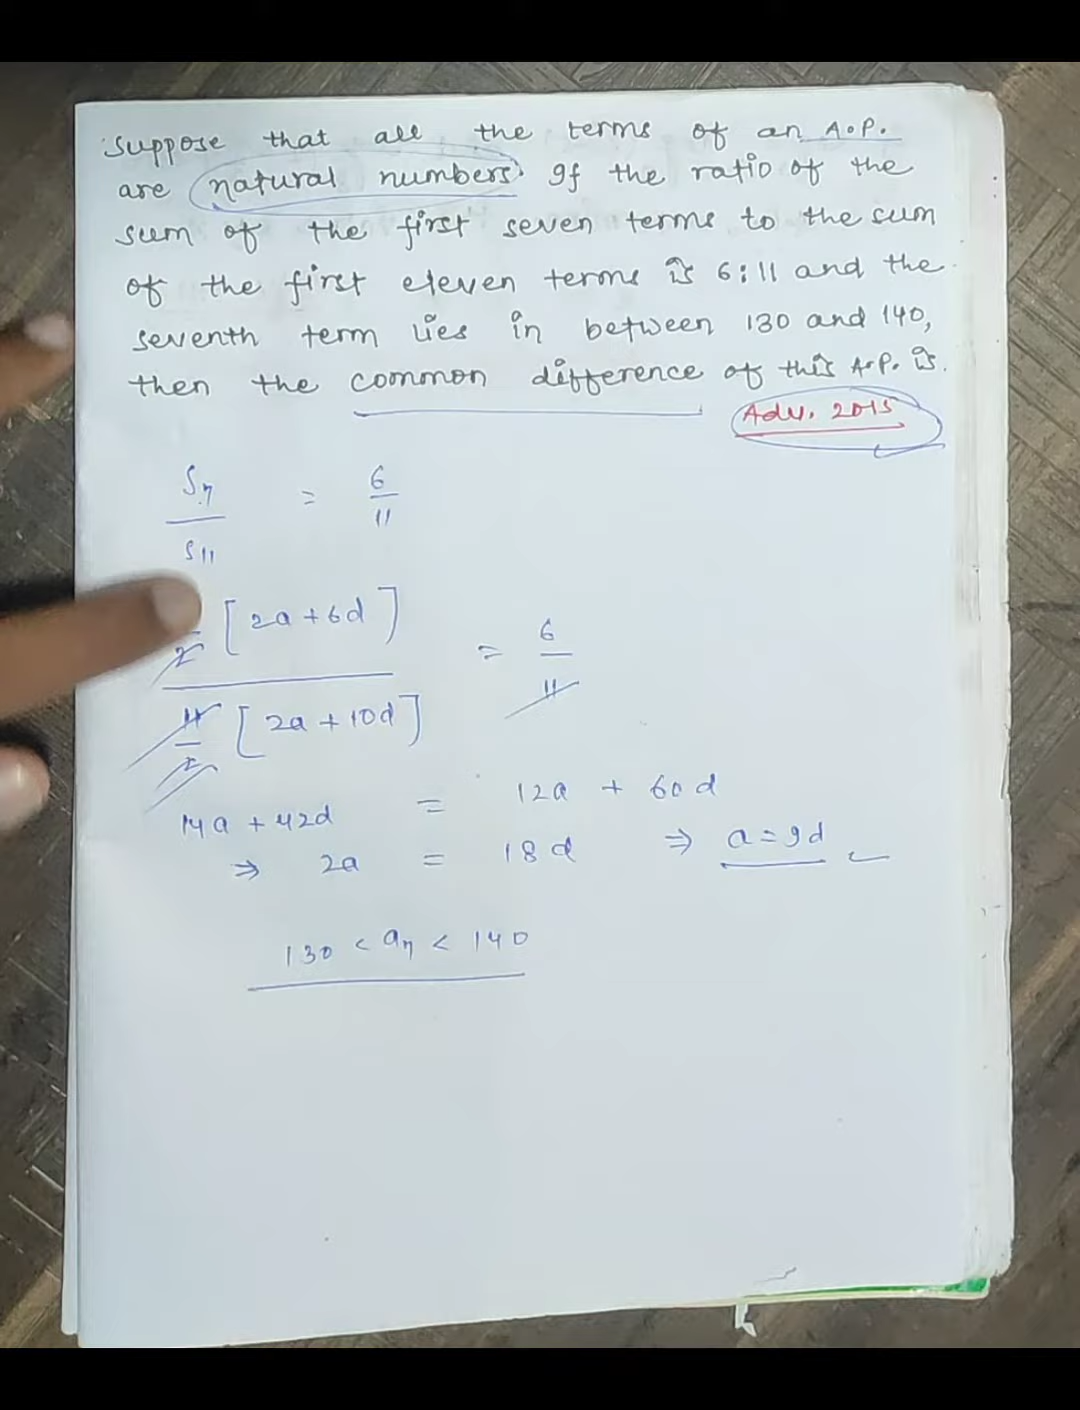 Suppose that all the terms of an A.P.
are natural numbers. If the ratio of the
sum of the first seven terms to the sum
of the first eleven terms is 6:11 and the
seventh term lies in between 130 and 140,
then the common difference of this A.P. is.
Adv. 2015
S7 / S11 = 6/11
/2 [2a+6d] / 11/2 [2a+10d] = 6/11
14a + 42d = 12a + 60d
⇒ 2a = 18d ⇒ a = 9d
130 < a7 < 140